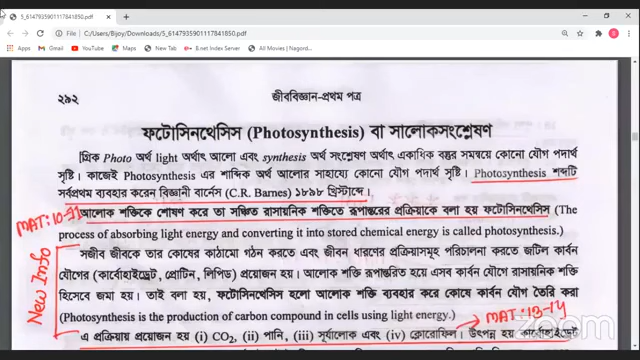 5_6147935901117841850.pdf
File | C:/Users/Bijoy/Downloads/5_6147935901117841850.pdf
Apps Gmail YouTube Maps News Translate B.net Index Server All About | Nagord...
২৯২ জীববিজ্ঞান-প্রথম পত্র
ফটোসিনথেসিস (Photosynthesis) বা সালোকসংশ্লেষণ
গ্রিক Photo অর্থ light অর্থাৎ আলো এবং synthesis অর্থ সংশ্লেষণ অর্থাৎ একাধিক বস্তুর সমন্বয়ে কোনো যৌগ পদার্থ
সৃষ্টি। কাজেই Photosynthesis এর শাব্দিক অর্থ আলোর সাহায্যে কোনো যৌগ পদার্থ সৃষ্টি। Photosynthesis শব্দটি
সর্বপ্রথম ব্যবহার করেন বিজ্ঞানী বার্নেস (C.R. Barnes) ১৮৯৮ খ্রিস্টাব্দে।
আলোক শক্তিকে শোষণ করে তা সঞ্চিত রাসায়নিক শক্তিতে রূপান্তরের প্রক্রিয়াকে বলা হয় ফটোসিনথেসিস (The
MAT: 10-11
process of absorbing light energy and converting it into stored chemical energy is called photosynthesis.)
New Info
সজীব জীবকে তার কোষের কাঠামো গঠন করতে এবং জীবন ধারণের প্রক্রিয়াসমূহ পরিচালনা করতে জটিল কার্বন
যৌগের (কার্বোহাইড্রেট, প্রোটিন, লিপিড) প্রয়োজন হয়। আলোক শক্তি রূপান্তরিত হয়ে এসব কার্বন যৌগে রাসায়নিক শক্তি
হিসেবে জমা হয়। তাই বলা হয়, ফটোসিনথেসিস হলো আলোক শক্তি ব্যবহার করে কোষে কার্বন যৌগ তৈরি করা
(Photosynthesis is the production of carbon compound in cells using light energy.)
MAT: 13-14
এ প্রক্রিয়ায় প্রয়োজন হয় (i) CO2, (ii) পানি, (iii) সূর্যালোক এবং (iv) ক্লোরোফিল। উৎপন্ন হয় কার্বোহাইড্রেট
zoom